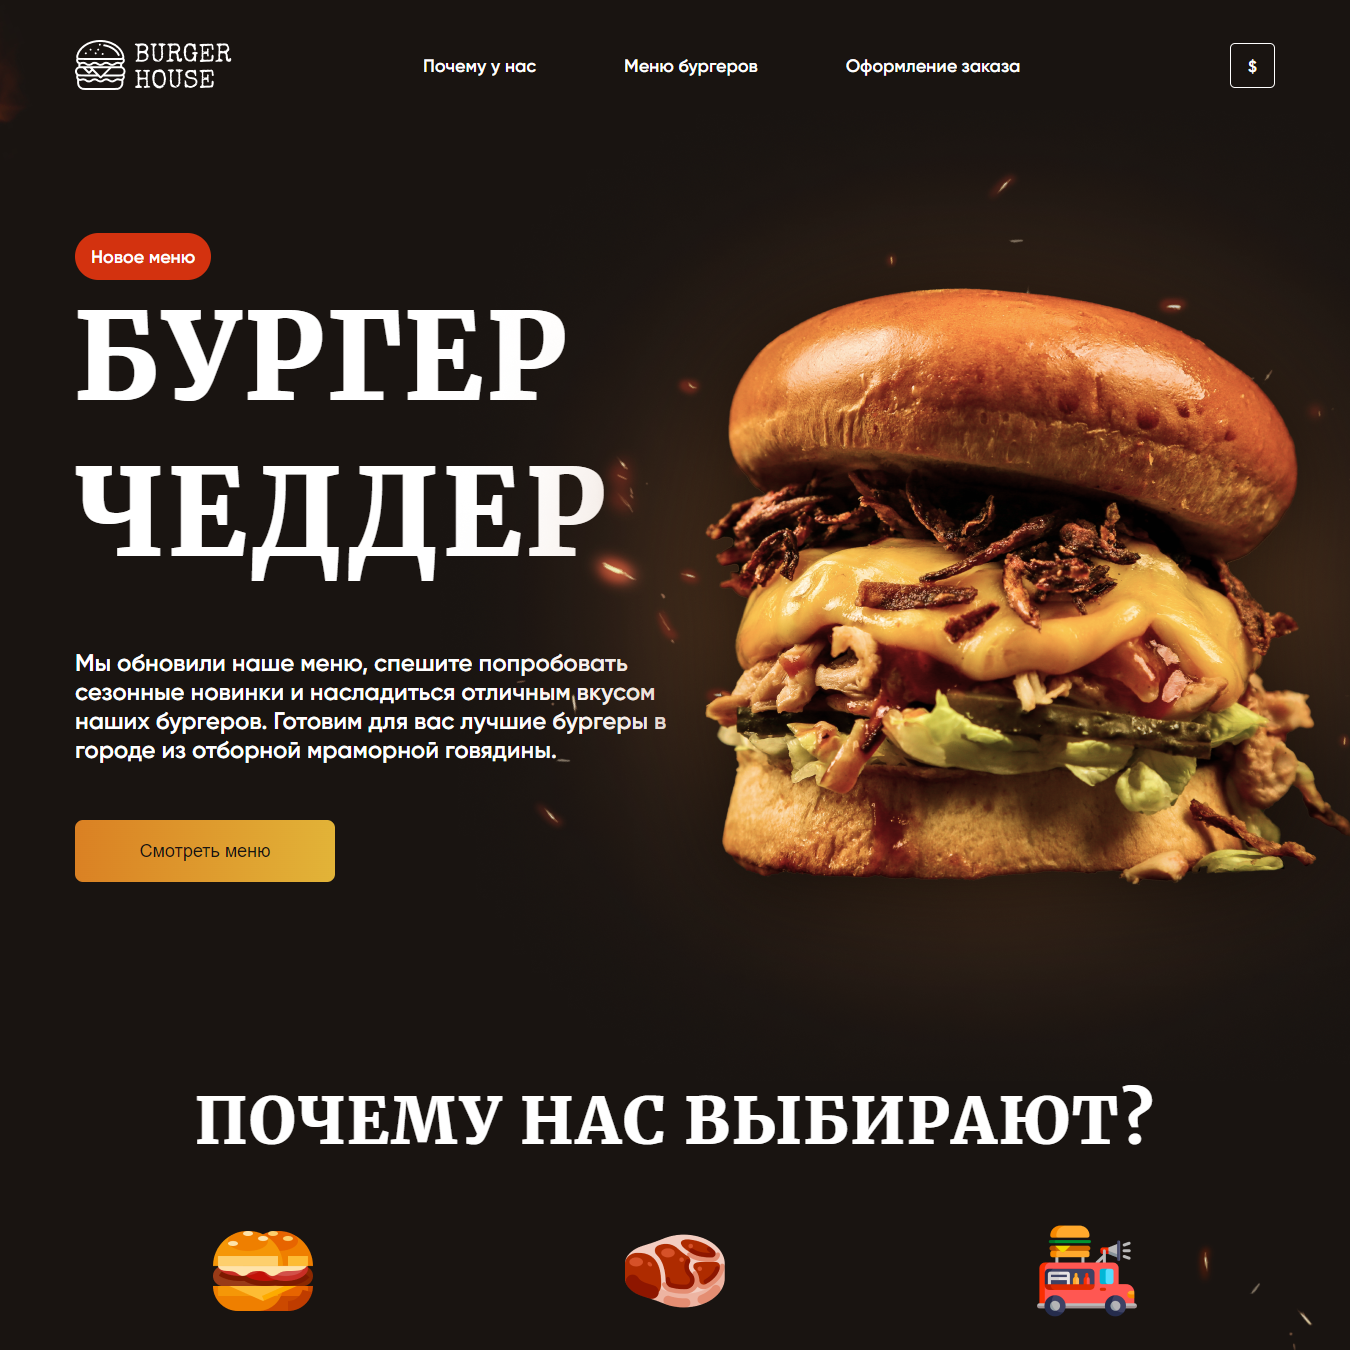 BURGER
HOUSE
Почему у нас
Меню бургеров
Оформление заказа
$
Новое меню
БУРГЕР
ЧЕДДЕР
Мы обновили наше меню, спешите попробовать
сезонные новинки и насладиться отличным вкусом
наших бургеров. Готовим для вас лучшие бургеры в
городе из отборной мраморной говядины.
Смотреть меню
ПОЧЕМУ НАС ВЫБИРАЮТ?